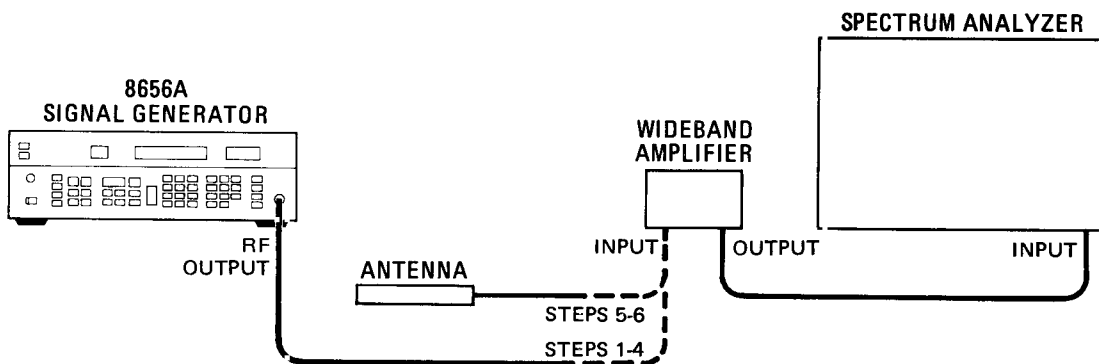 SPECTRUM ANALYZER
8656A
SIGNAL GENERATOR
WIDEBAND
AMPLIFIER
RF
OUTPUT
INPUT
OUTPUT
INPUT
ANTENNA
STEPS 5-6
STEPS 1-4